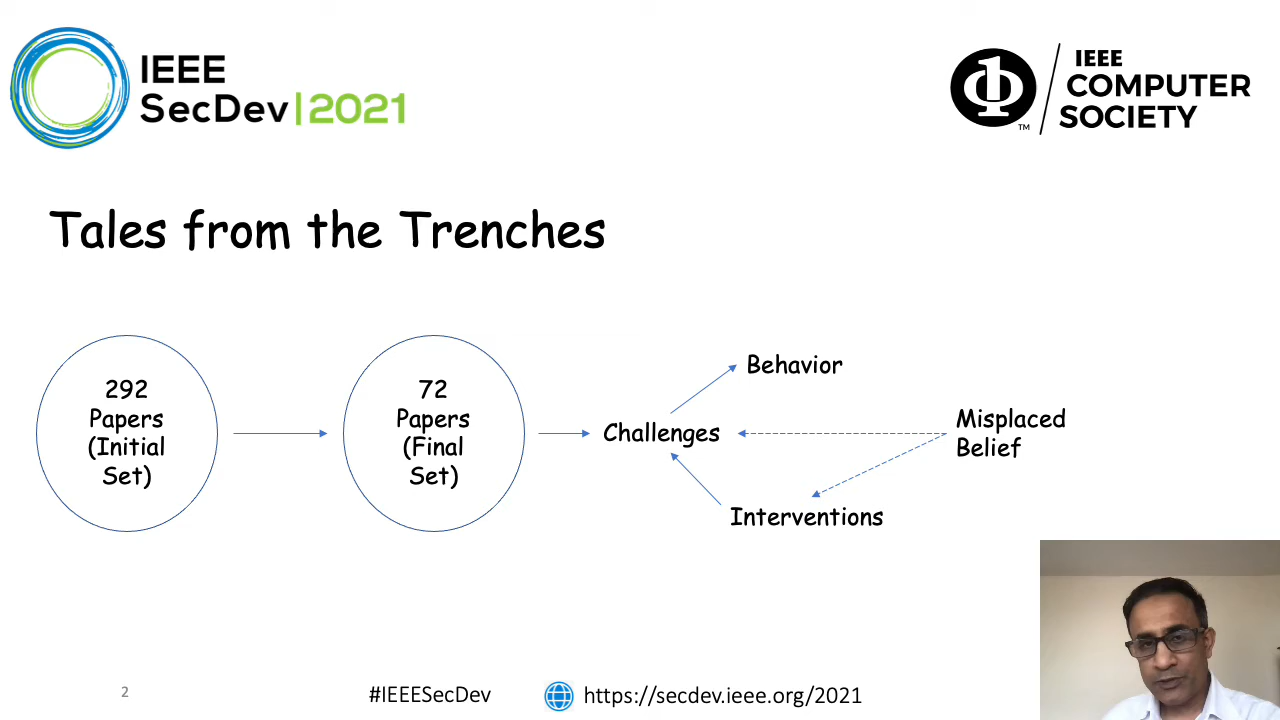 IEEE
SecDev|2021
IEEE
COMPUTER
SOCIETY
TM
Tales from the Trenches
292
Papers
(Initial
Set)
72
Papers
(Final
Set)
Challenges
Behavior
Misplaced
Belief
Interventions
2
#IEEESecDev
https://secdev.ieee.org/2021